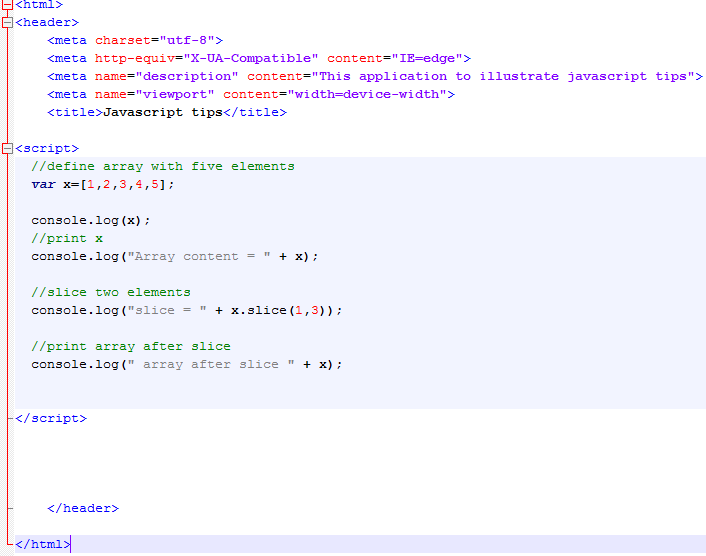 <html>
<header>
<meta charset="utf-8">
<meta http-equiv="X-UA-Compatible" content="IE=edge">
<meta name="description" content="This application to illustrate javascript tips">
<meta name="viewport" content="width=device-width">
<title>Javascript tips</title>
<script>
//define array with five elements
var x=[1,2,3,4,5];
console.log(x);
//print x
console.log("Array content = " + x);
//slice two elements
console.log("slice = " + x.slice(1,3));
//print array after slice
console.log(" array after slice " + x);
</script>
</header>
</html>